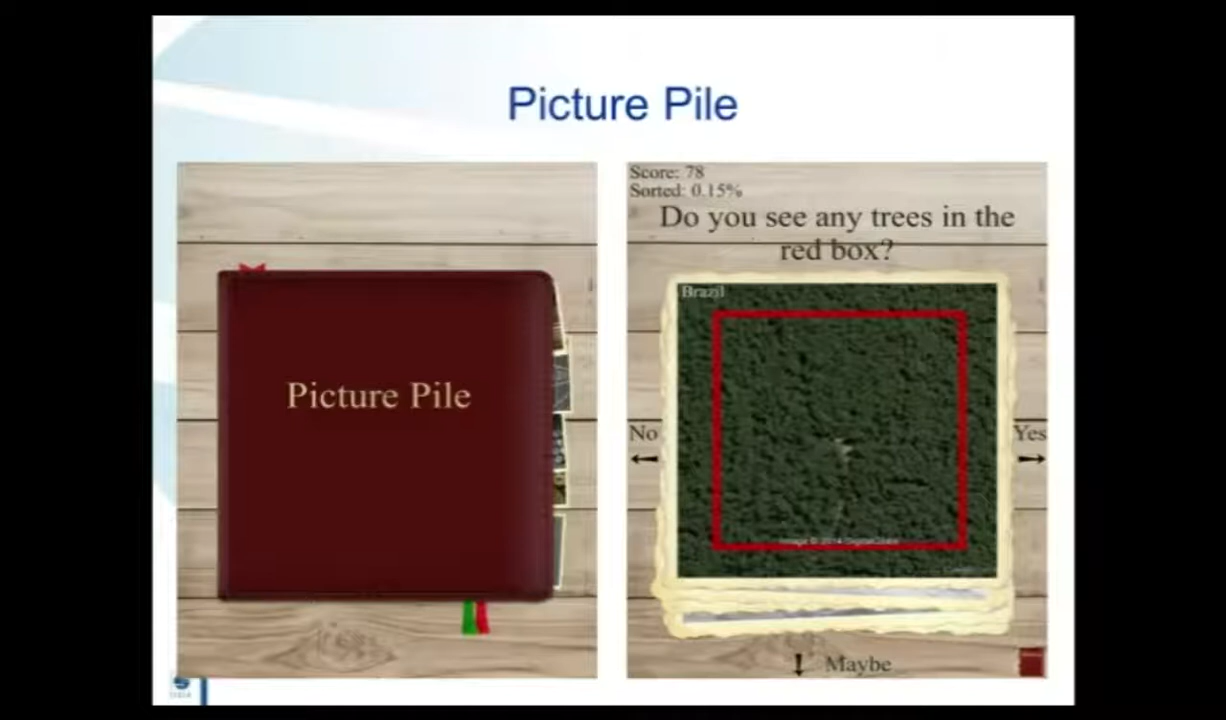 Picture Pile
Picture Pile
Score: 78
Sorted: 0.15%
Do you see any trees in the
red box?
Brazil
No
Yes
Maybe